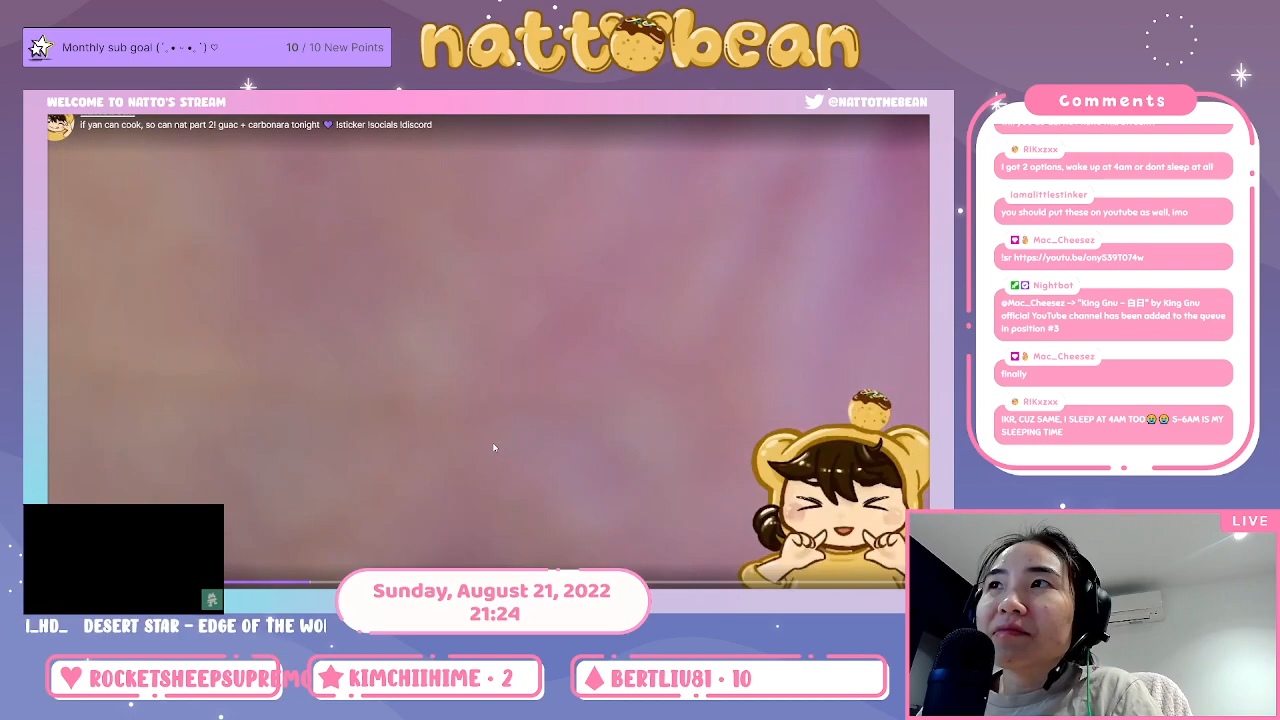 Monthly sub goal (´. • ᵕ •. `) ♡ 10 / 10 New Points
nattobean
WELCOME TO NATTO'S STREAM
@NATTOTHEBEAN
if yan can cook, so can nat part 2! guac + carbonara tonight 💜 !sticker !socials !discord
Comments
RIKxzxx
I got 2 options, wake up at 4am or dont sleep at all
iamalittlestinker
you should put these on youtube as well, imo
Mac_Cheesez
!sr https://youtu.be/onyS39T074w
Nightbot
@Mac_Cheesez -> "King Gnu - 白日" by King Gnu
official YouTube channel has been added to the queue
in position #3
Mac_Cheesez
finally
RIKxzxx
IKR, CUZ SAME, I SLEEP AT 4AM TOO😭😭 5-6AM IS MY
SLEEPING TIME
LIVE
Sunday, August 21, 2022
21:24
I_HD_ DESERT STAR - EDGE OF THE WO
ROCKETSHEEPSUPREMO
KIMCHIIHIME • 2
BERTLIU81 • 10